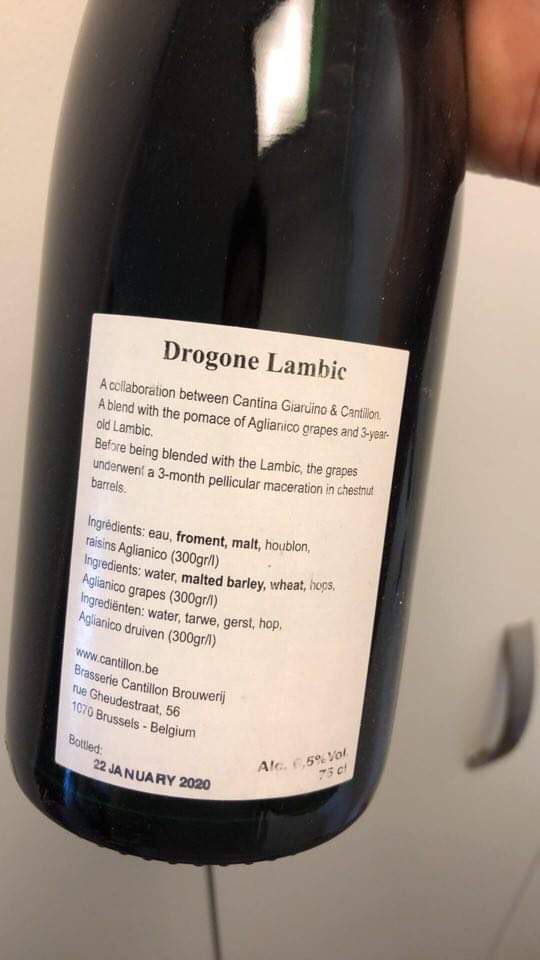 Drogone Lambic
A collaboration between Cantina Giardino & Cantillon.
A blend with the pomace of Aglianico grapes and 3-year-
old Lambic.
Before being blended with the Lambic, the grapes
underwent a 3-month pellicular maceration in chestnut
barrels.
Ingrédients: eau, froment, malt, houblon,
raisins Aglianico (300gr/l)
Ingredients: water, malted barley, wheat, hops,
Aglianico grapes (300gr/l)
Ingrediënten: water, tarwe, gerst, hop,
Aglianico druiven (300gr/l)
www.cantillon.be
Brasserie Cantillon Brouwerij
rue Gheudestraat, 56
1070 Brussels - Belgium
Bottled:
22 JANUARY 2020
Alc. 6,5% Vol.
75 cl